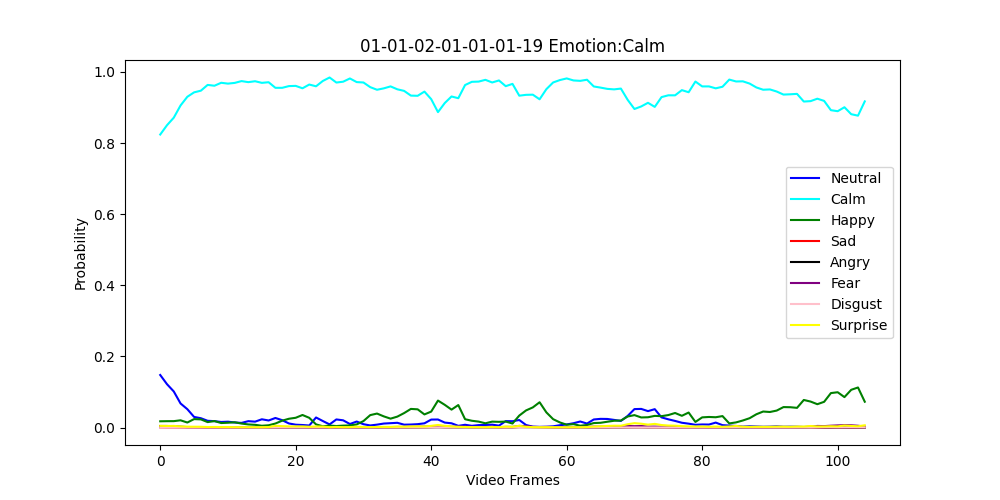 01-01-02-01-01-01-19 Emotion:Calm
1.0
0.8
0.6
0.4
0.2
0.0
Probability
0
20
40
60
80
100
Video Frames
Neutral
Calm
Happy
Sad
Angry
Fear
Disgust
Surprise